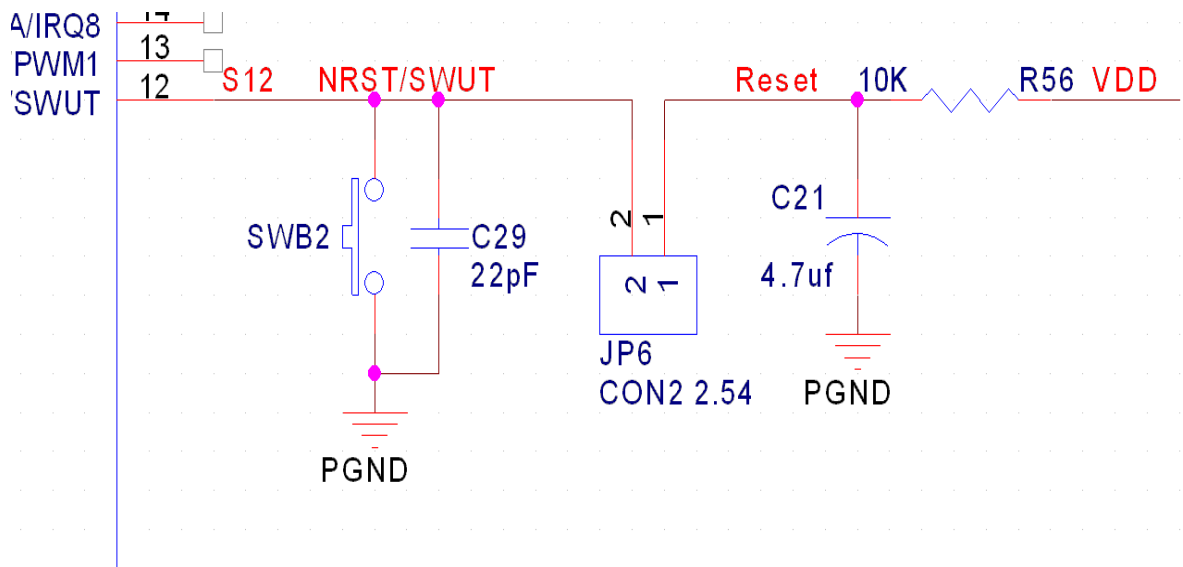 14
A/IRQ8
13
/PWM1
12
S12
NRST/SWUT
/SWUT
Reset
10K
R56
VDD
C21
4.7uf
PGND
SWB2
C29
22pF
2
1
2
1
JP6
CON2 2.54
PGND